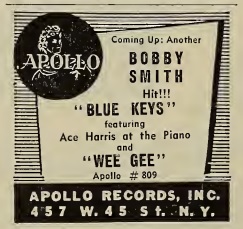 APOLLO
Coming Up: Another
BOBBY
SMITH
Hit!!!
"BLUE KEYS"
featuring
Ace Harris at the Piano
and
"WEE GEE"
Apollo # 809
APOLLO RECORDS, INC.
457 W. 45 St. N. Y.